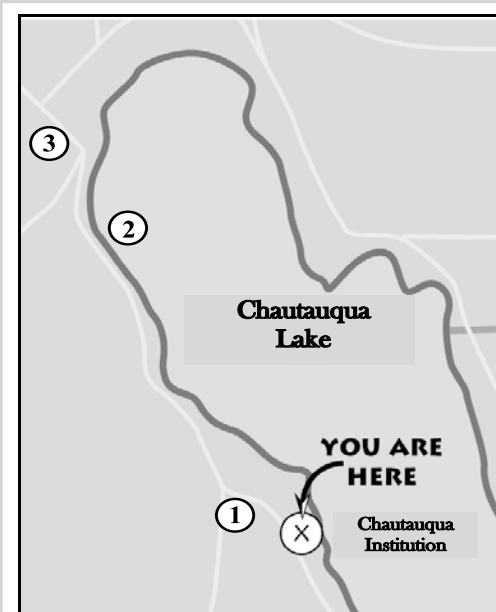 3
2
Chautauqua
Lake
YOU ARE
HERE
1
X
Chautauqua
Institution